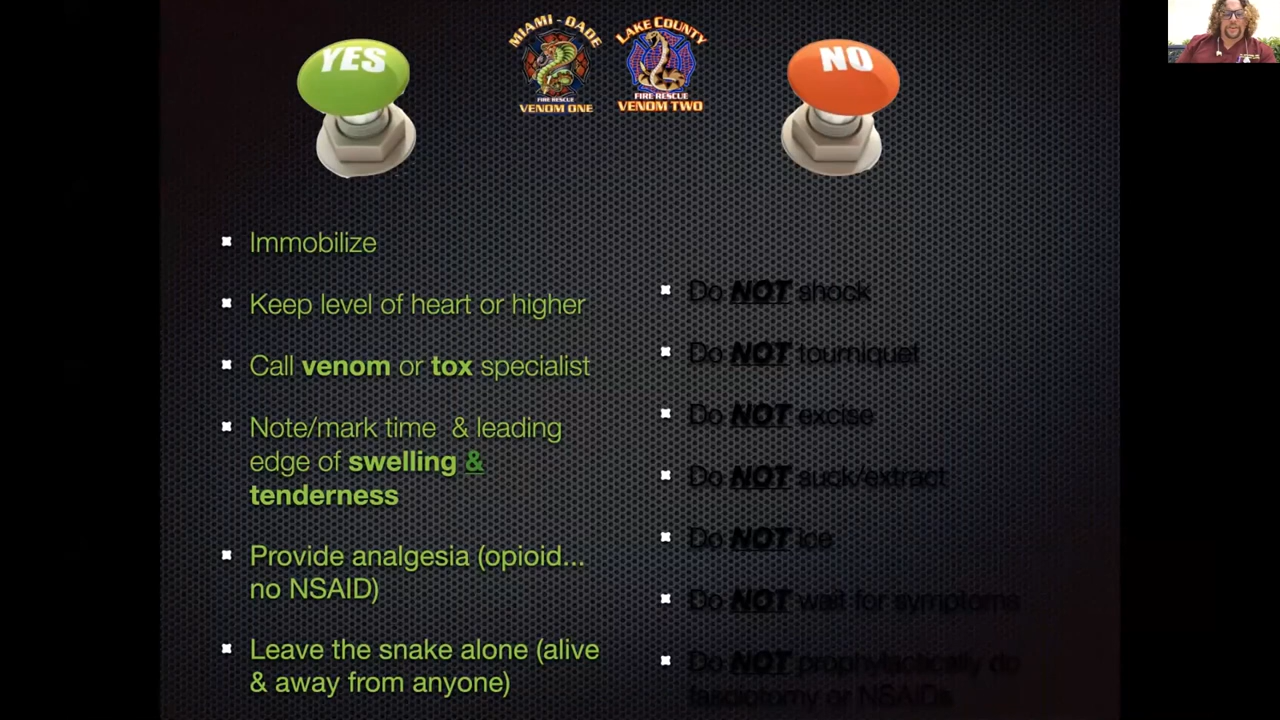 YES
MIAMI - DADE
FIRE RESCUE
VENOM ONE
LAKE COUNTY
FIRE RESCUE
VENOM TWO
NO
Immobilize
Keep level of heart or higher
Call venom or tox specialist
Note/mark time & leading
edge of swelling &
tenderness
Provide analgesia (opioid...
no NSAID)
Leave the snake alone (alive
& away from anyone)
Do NOT shock
Do NOT tourniquet
Do NOT excise
Do NOT suck/extract
Do NOT ice
Do NOT wait for symptoms
Do NOT prophylactically do
fasciotomy or NSAIDs